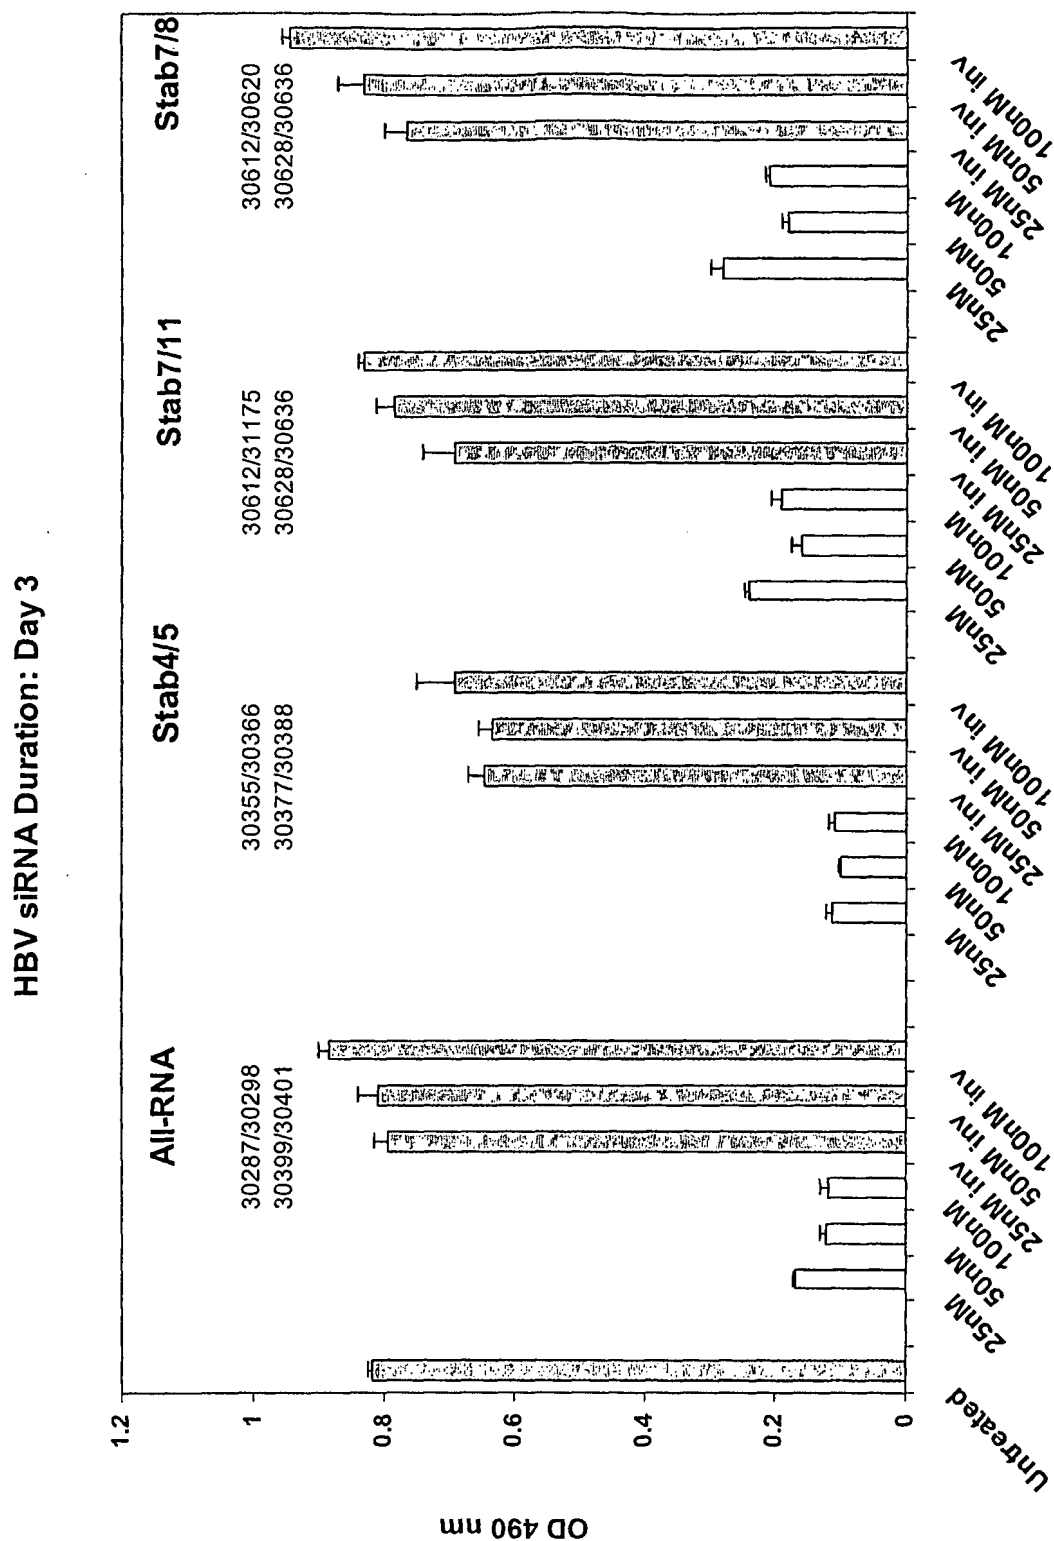 HBV siRNA Duration: Day 3
All-RNA
Stab4/5
Stab7/11
Stab7/8
30287/30298
30399/30401
30355/30366
30377/30388
30612/31175
30628/30636
30612/30620
30628/30636
OD 490 nm
1.2
1
0.8
0.6
0.4
0.2
0
Untreated
25nM
50nM
100nM
25nM inv
50nM inv
100nM inv
25nM
50nM
100nM
25nM inv
50nM inv
100nM inv
25nM
50nM
100nM
25nM inv
50nM inv
100nM inv
25nM
50nM
100nM
25nM inv
50nM inv
100nM inv